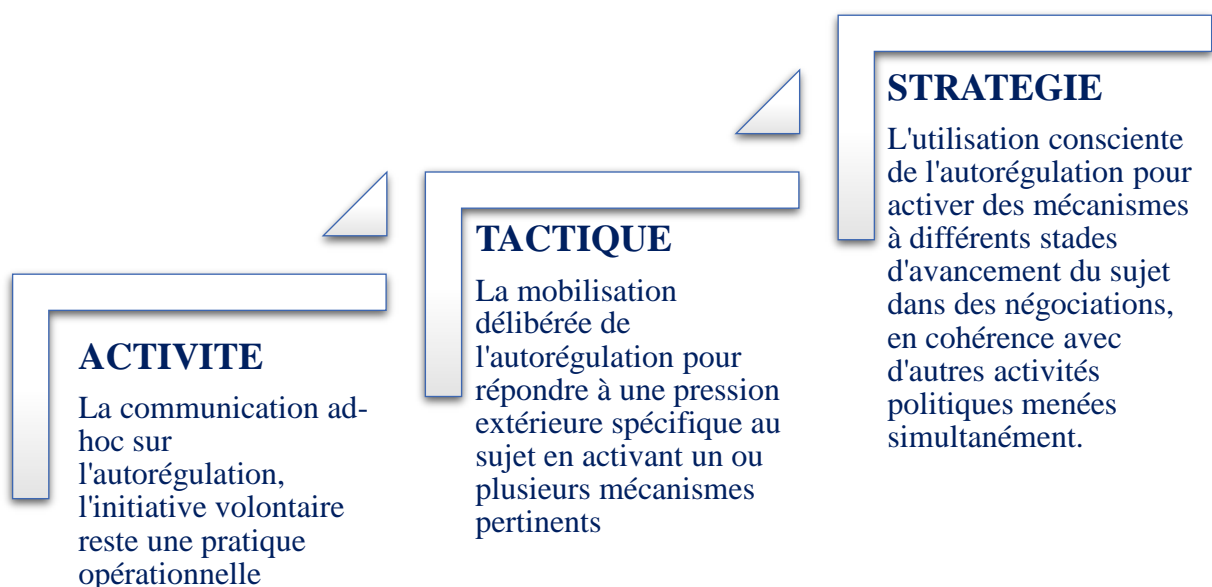 ACTIVITE
La communication ad-
hoc sur
l'autorégulation,
l'initiative volontaire
reste une pratique
opérationnelle
TACTIQUE
La mobilisation
délibérée de
l'autorégulation pour
répondre à une pression
extérieure spécifique au
sujet en activant un ou
plusieurs mécanismes
pertinents
STRATEGIE
L'utilisation consciente
de l'autorégulation pour
activer des mécanismes
à différents stades
d'avancement du sujet
dans des négociations,
en cohérence avec
d'autres activités
politiques menées
simultanément.